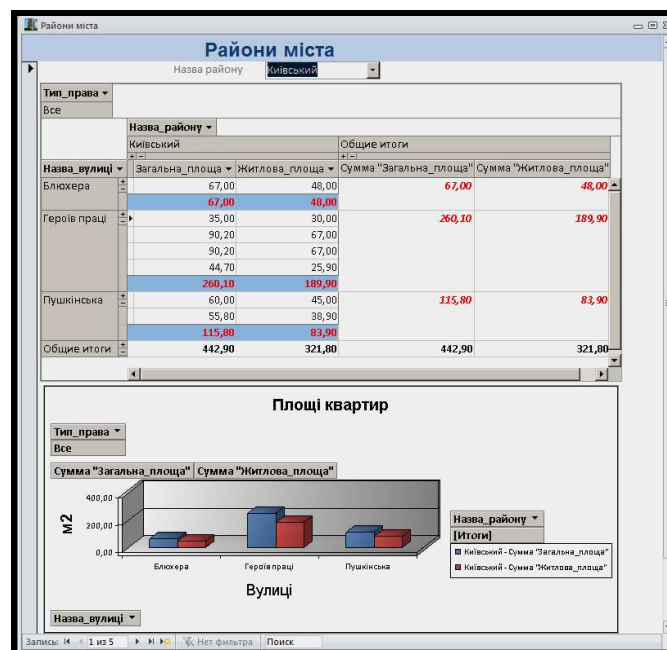 Райони міста
Райони міста
Назва району Київський
Тип_права
Все
Назва_району
Київський Общие итоги
Назва_вулиці Загальна_площа Житлова_площа Сумма "Загальна_площа" Сумма "Житлова_площа"
Блюхера 67,00 48,00 67,00 48,00
67,00 48,00
Героїв праці 35,00 30,00 260,10 189,90
90,20 67,00
90,20 67,00
44,70 25,90
260,10 189,90
Пушкінська 60,00 45,00 115,80 83,90
55,80 38,90
115,80 83,90
Общие итоги 442,90 321,80 442,90 321,80
Площі квартир
Тип_права
Все
Сумма "Загальна_площа" Сумма "Житлова_площа"
400,00
200,00
0,00
м2
Блюхера Героїв праці Пушкінська
Вулиці
Назва_району
[Итоги]
Київський - Сумма "Загальна_площа"
Київський - Сумма "Житлова_площа"
Назва_вулиці
Запись: 1 из 5 Нет фильтра Поиск